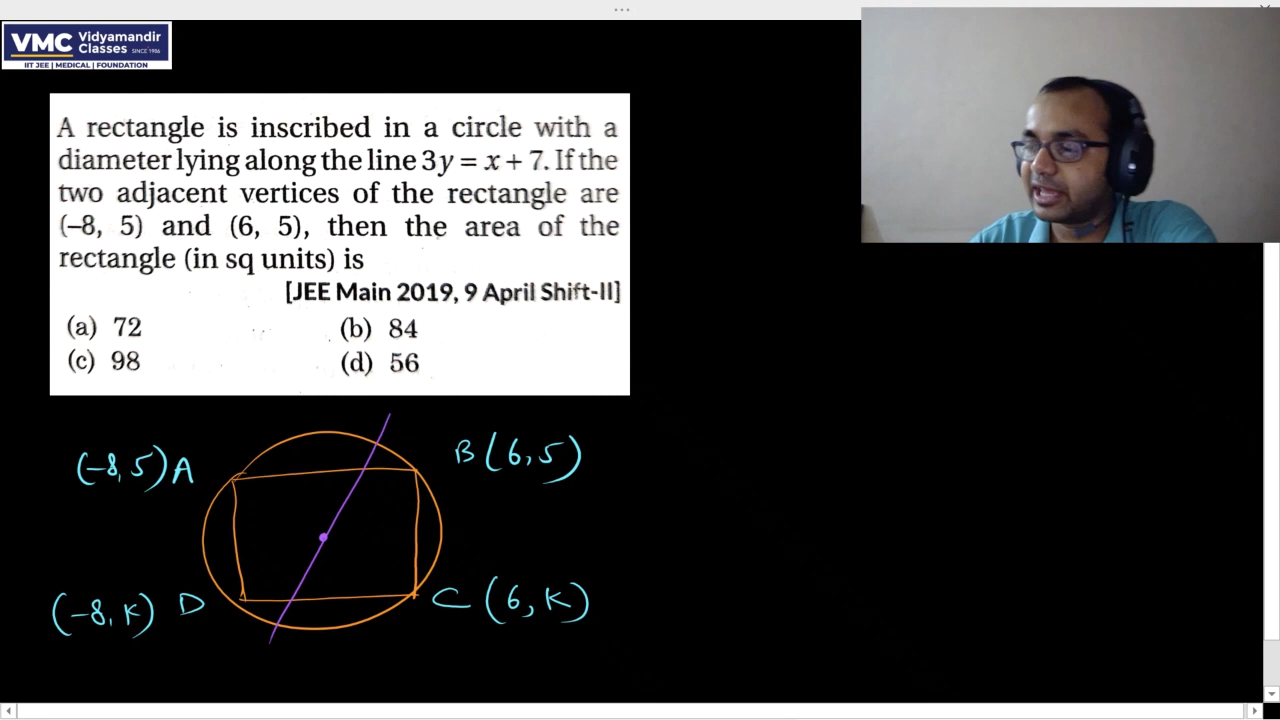 VMC Vidyamandir
Classes
SINCE 1986
IIT JEE | MEDICAL | FOUNDATION
A rectangle is inscribed in a circle with a
diameter lying along the line 3y = x + 7. If the
two adjacent vertices of the rectangle are
(–8, 5) and (6, 5), then the area of the
rectangle (in sq units) is
[JEE Main 2019, 9 April Shift-II]
(a) 72 (b) 84
(c) 98 (d) 56
(-8,5) A B (6,5)
(-8, K) D C (6, K)